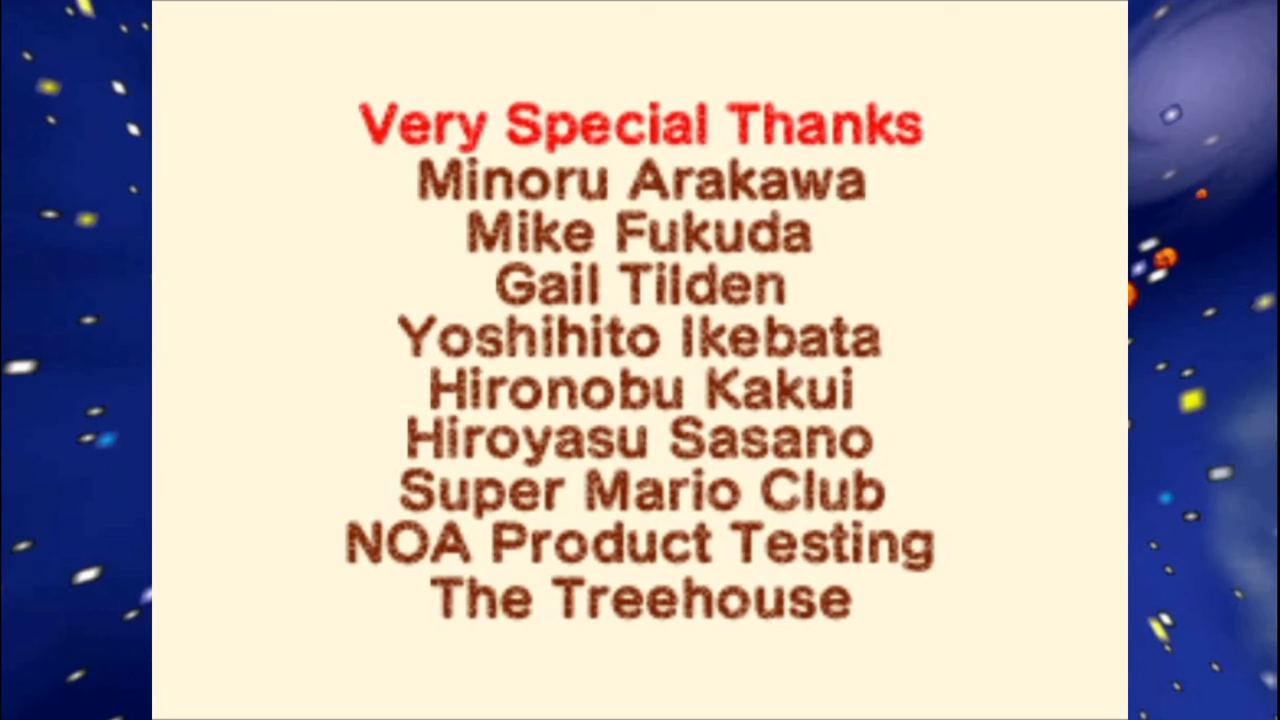 Very Special Thanks
Minoru Arakawa
Mike Fukuda
Gail Tilden
Yoshihito Ikebata
Hironobu Kakui
Hiroyasu Sasano
Super Mario Club
NOA Product Testing
The Treehouse